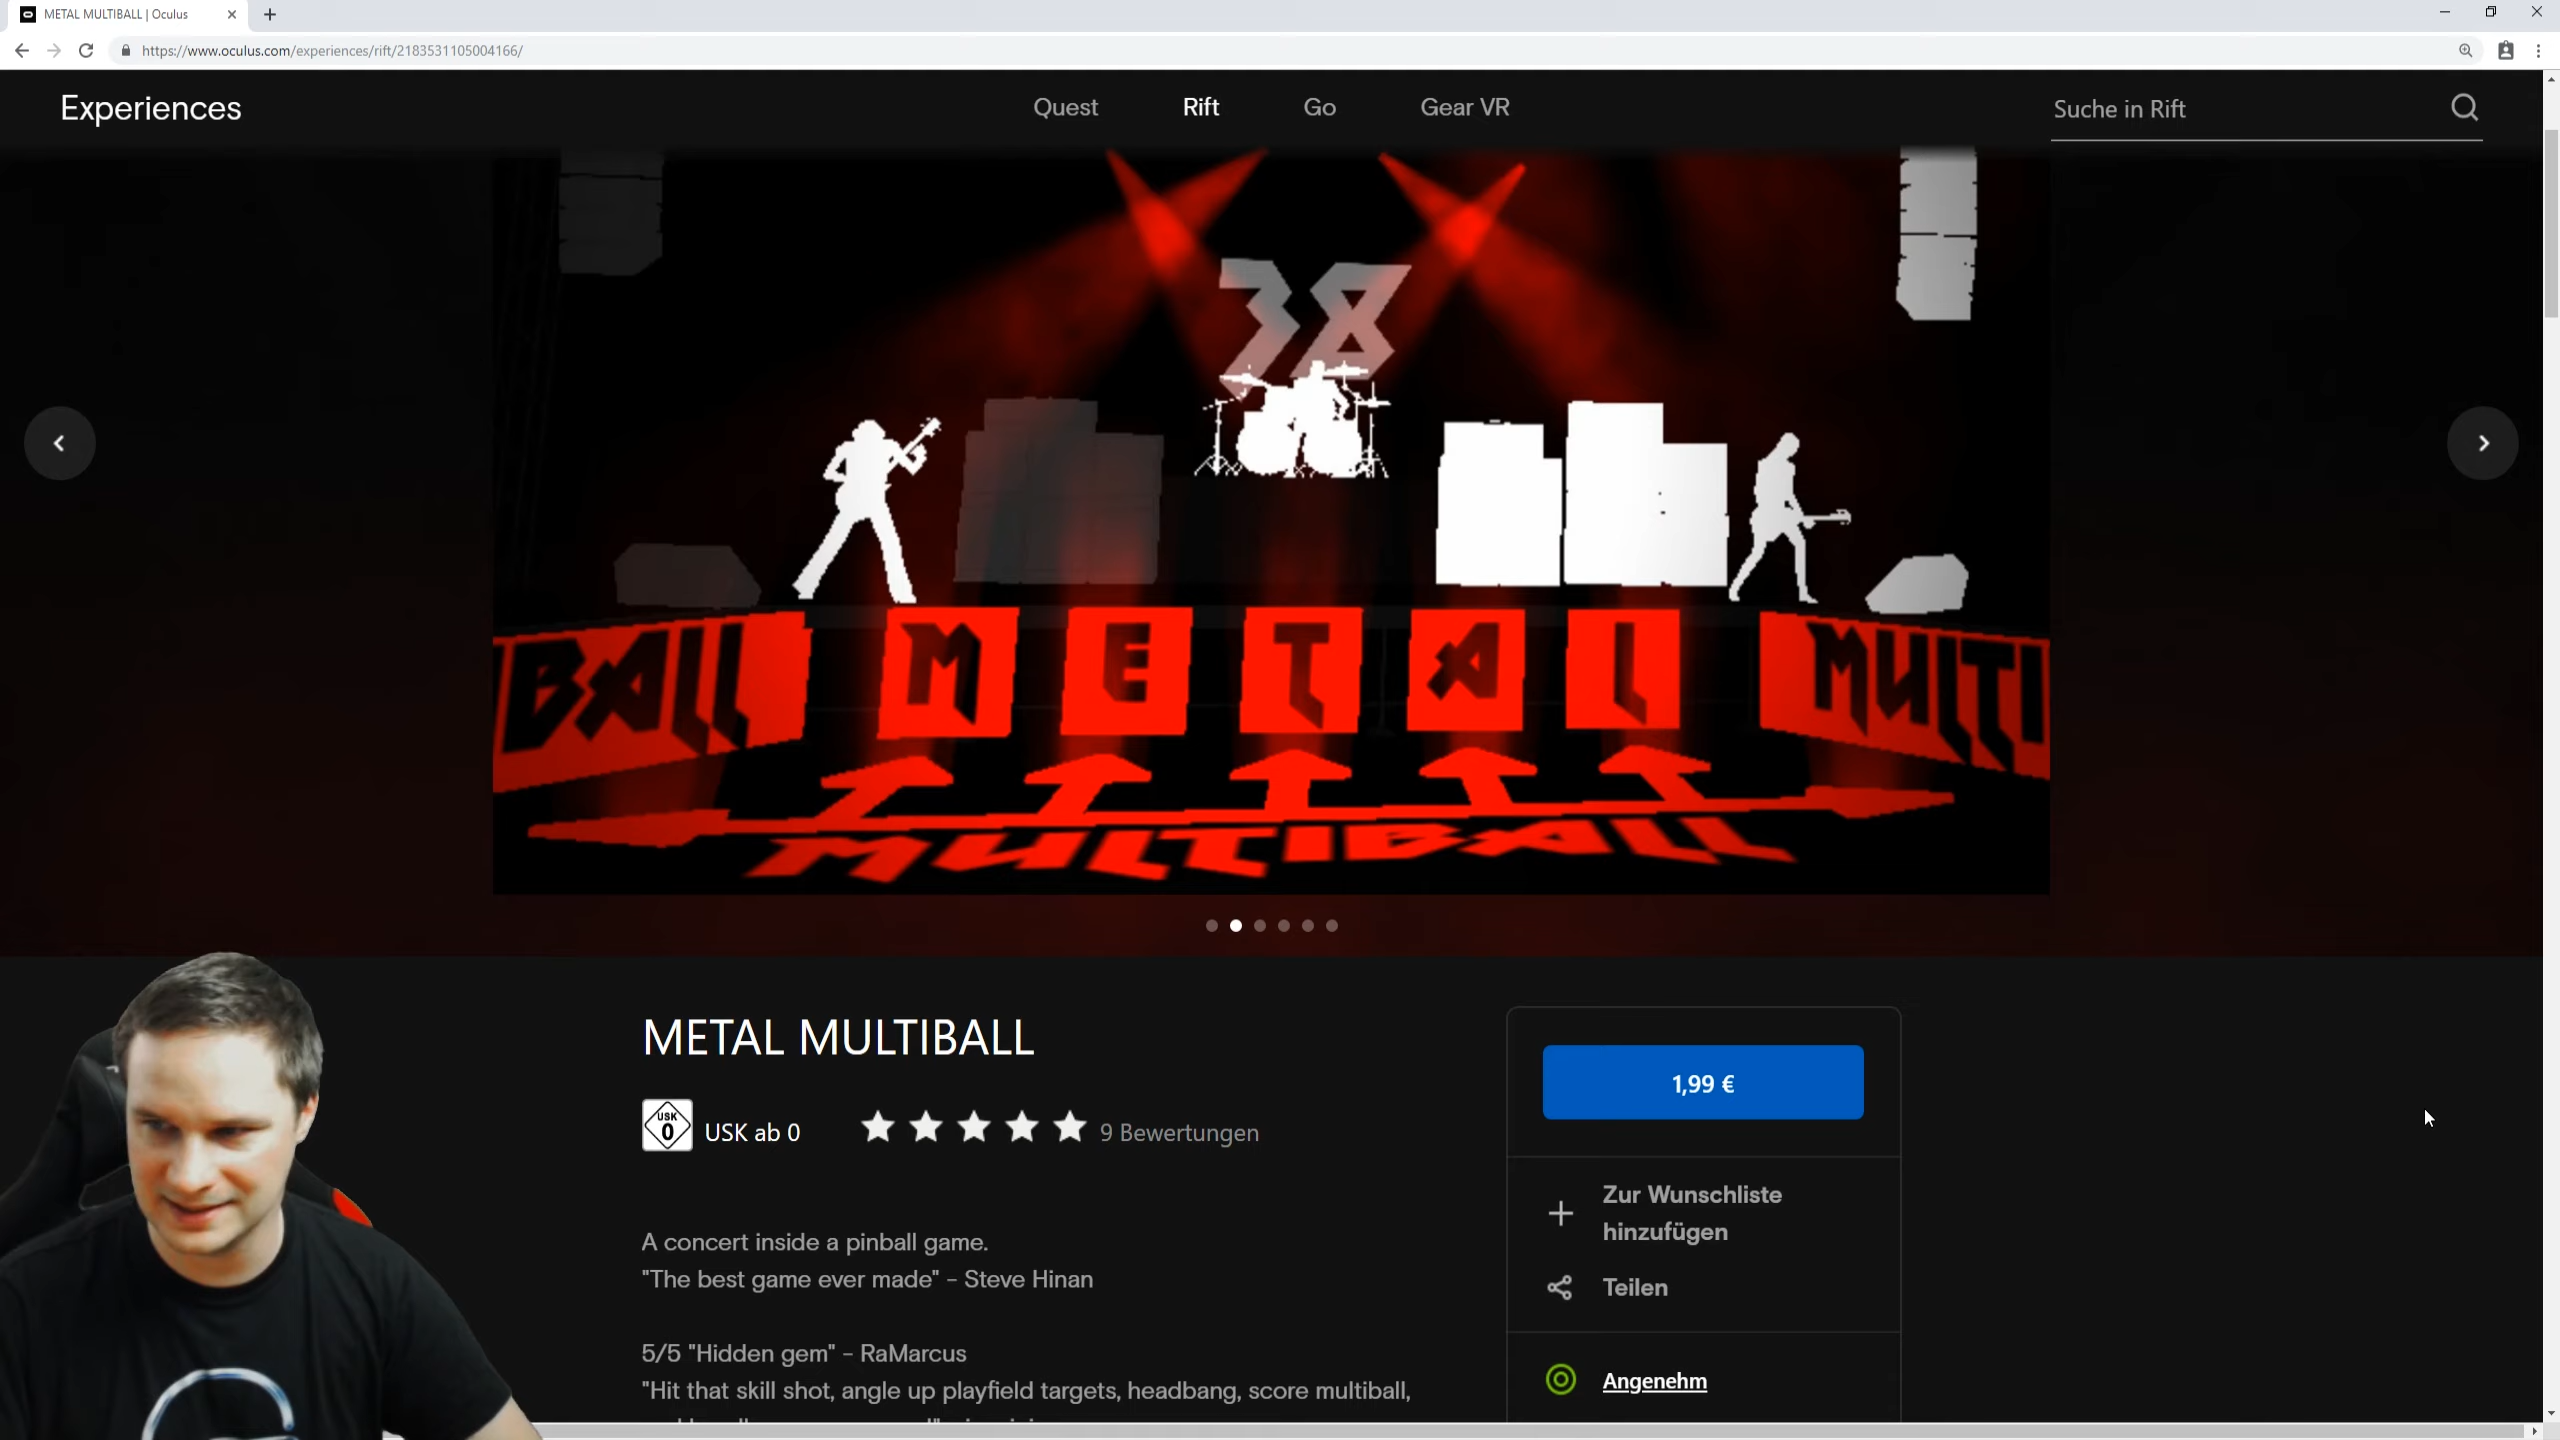 METAL MULTIBALL | Oculus
https://www.oculus.com/experiences/rift/2183531105004166/
Experiences
Quest
Rift
Go
Gear VR
Suche in Rift
38
BALL
M E T A L
MULTI
MULTIBALL
METAL MULTIBALL
USK
0
USK ab 0
9 Bewertungen
A concert inside a pinball game.
"The best game ever made" - Steve Hinan
5/5 "Hidden gem" - RaMarcus
"Hit that skill shot, angle up playfield targets, headbang, score multiball,
1,99 €
Zur Wunschliste
hinzufügen
Teilen
Angenehm